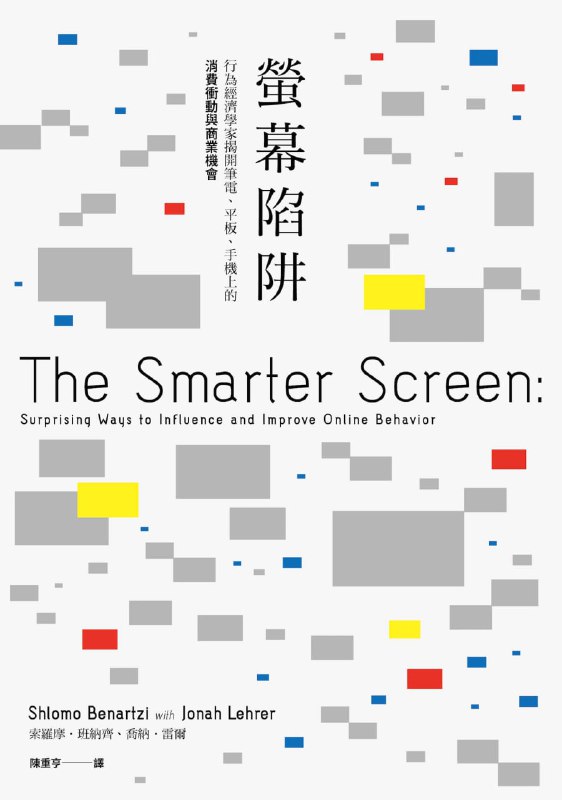 螢幕陷阱
行為經濟學家揭開筆電、平板、手機上的
消費衝動與商業機會
The Smarter Screen:
Surprising Ways to Influence and Improve Online Behavior
Shlomo Benartzi with Jonah Lehrer
索羅摩・班納齊、喬納・雷爾
陳重亨——譯